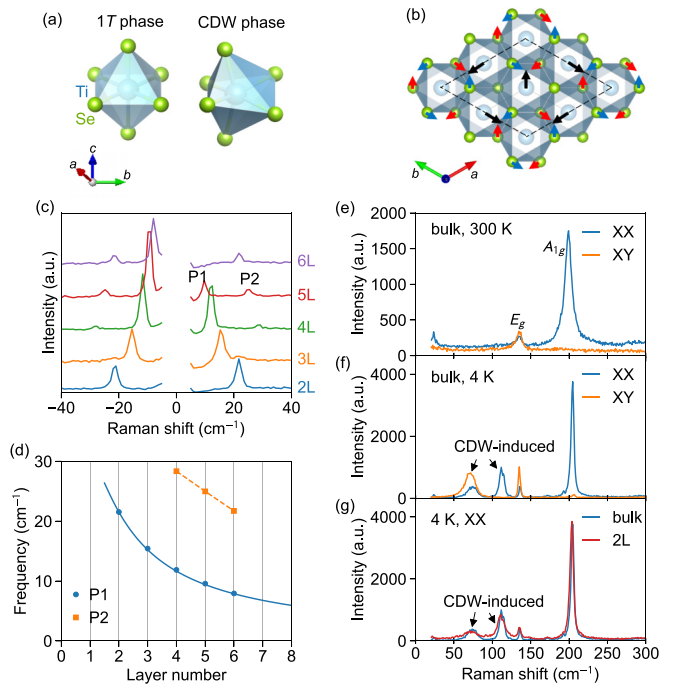 (a)
1T phase
CDW phase
Ti
Se
c
a
b
(b)
b
a
(c)
Intensity (a.u.)
6L
5L
4L
3L
2L
P1
P2
−40 −20 0 20 40
Raman shift (cm⁻¹)
(d)
Frequency (cm⁻¹)
30
20
10
0
P1
P2
0 1 2 3 4 5 6 7 8
Layer number
(e)
Intensity (a.u.)
2000
1500
1000
500
0
bulk, 300 K
XX
XY
A1g
Eg
(f)
Intensity (a.u.)
4000
2000
0
bulk, 4 K
XX
XY
CDW-induced
(g)
Intensity (a.u.)
4000
2000
0
4 K, XX
bulk
2L
CDW-induced
0 50 100 150 200 250 300
Raman shift (cm⁻¹)